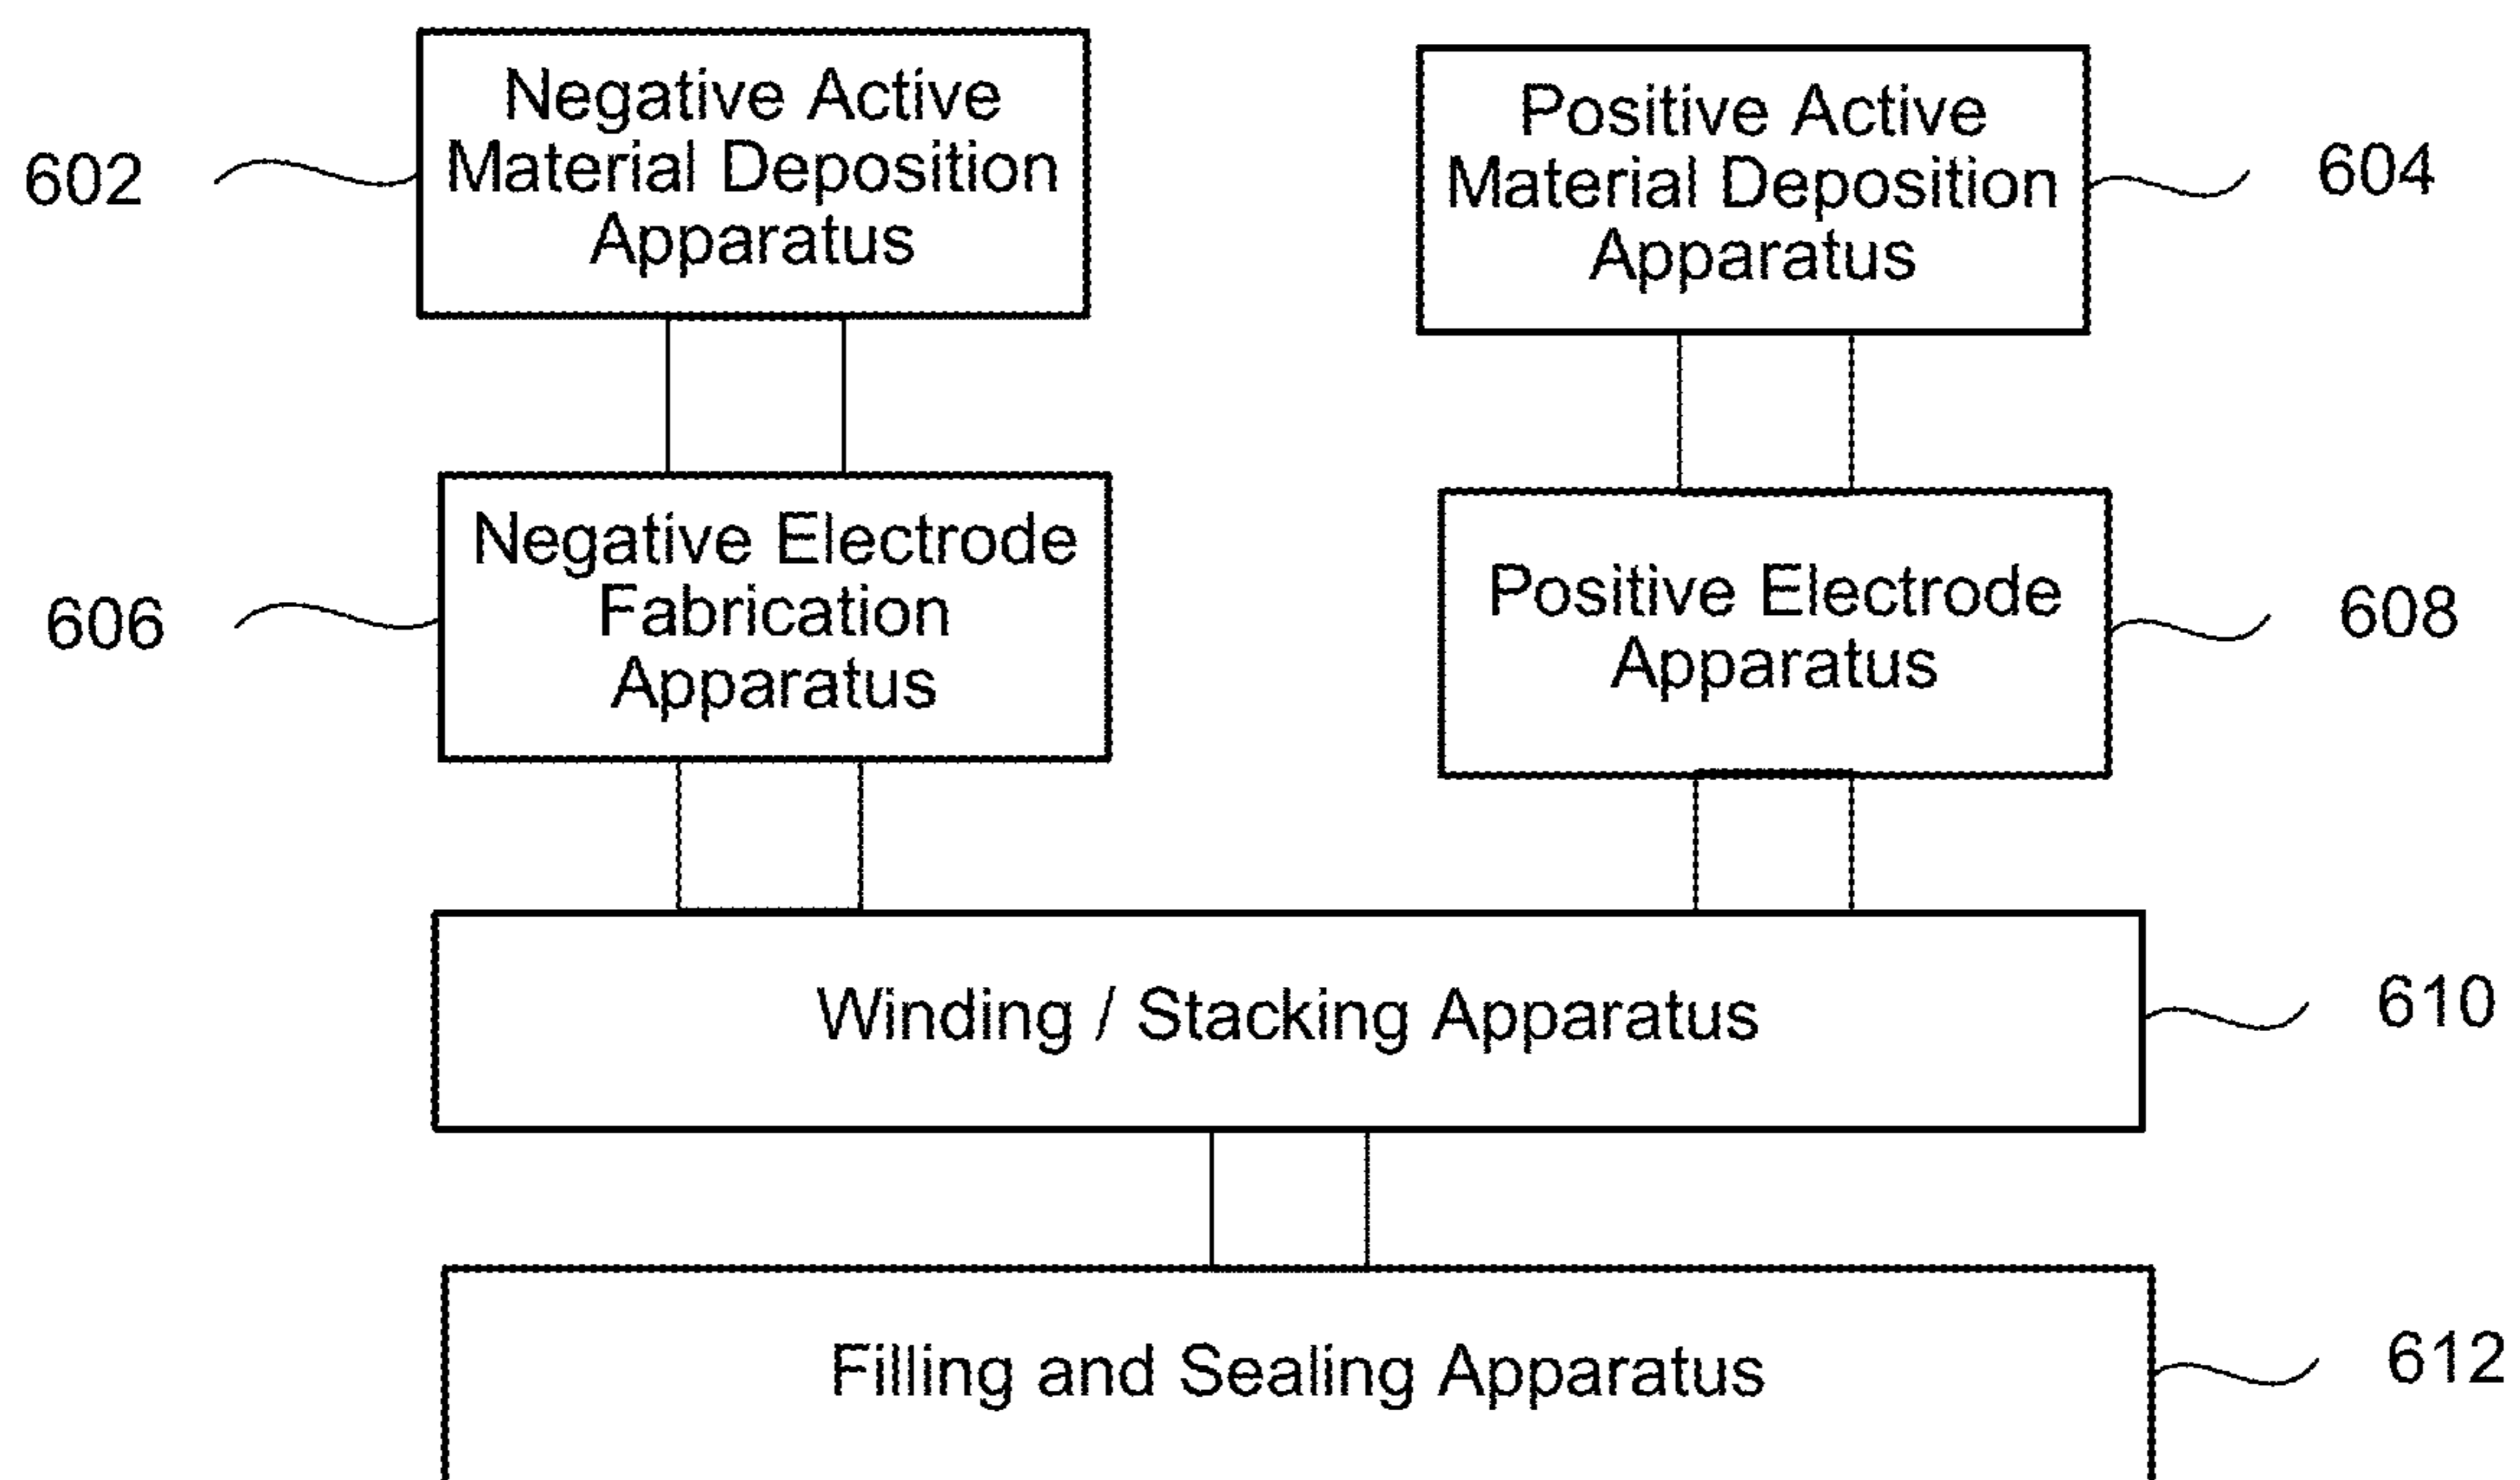 Negative Active
Material Deposition
Apparatus
602
Positive Active
Material Deposition
Apparatus
604
Negative Electrode
Fabrication
Apparatus
606
Positive Electrode
Apparatus
608
Winding / Stacking Apparatus
610
Filling and Sealing Apparatus
612